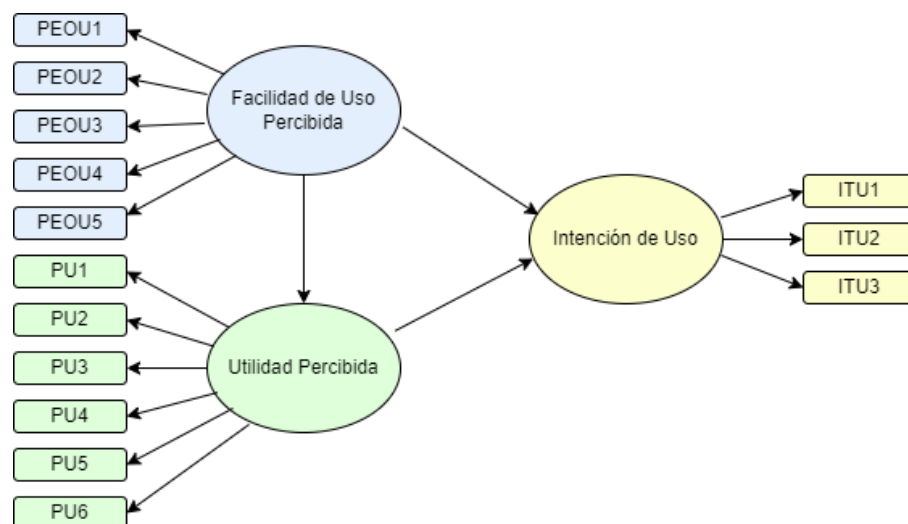 PEOU1
PEOU2
PEOU3
PEOU4
PEOU5
PU1
PU2
PU3
PU4
PU5
PU6
Facilidad de Uso
Percibida
Utilidad Percibida
Intención de Uso
ITU1
ITU2
ITU3